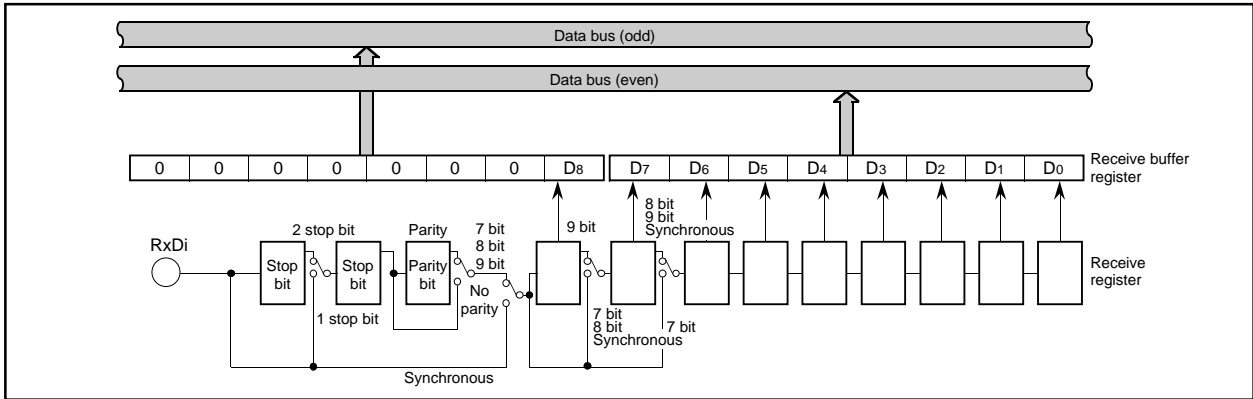 Data bus (odd)
Data bus (even)
0 0 0 0 0 0 0 D8 D7 D6 D5 D4 D3 D2 D1 D0
Receive buffer
register
RxDi
2 stop bit
Stop
bit
Stop
bit
1 stop bit
Parity
Parity
bit
No
parity
7 bit
8 bit
9 bit
Synchronous
9 bit
7 bit
8 bit
Synchronous
8 bit
9 bit
Synchronous
7 bit
Receive
register